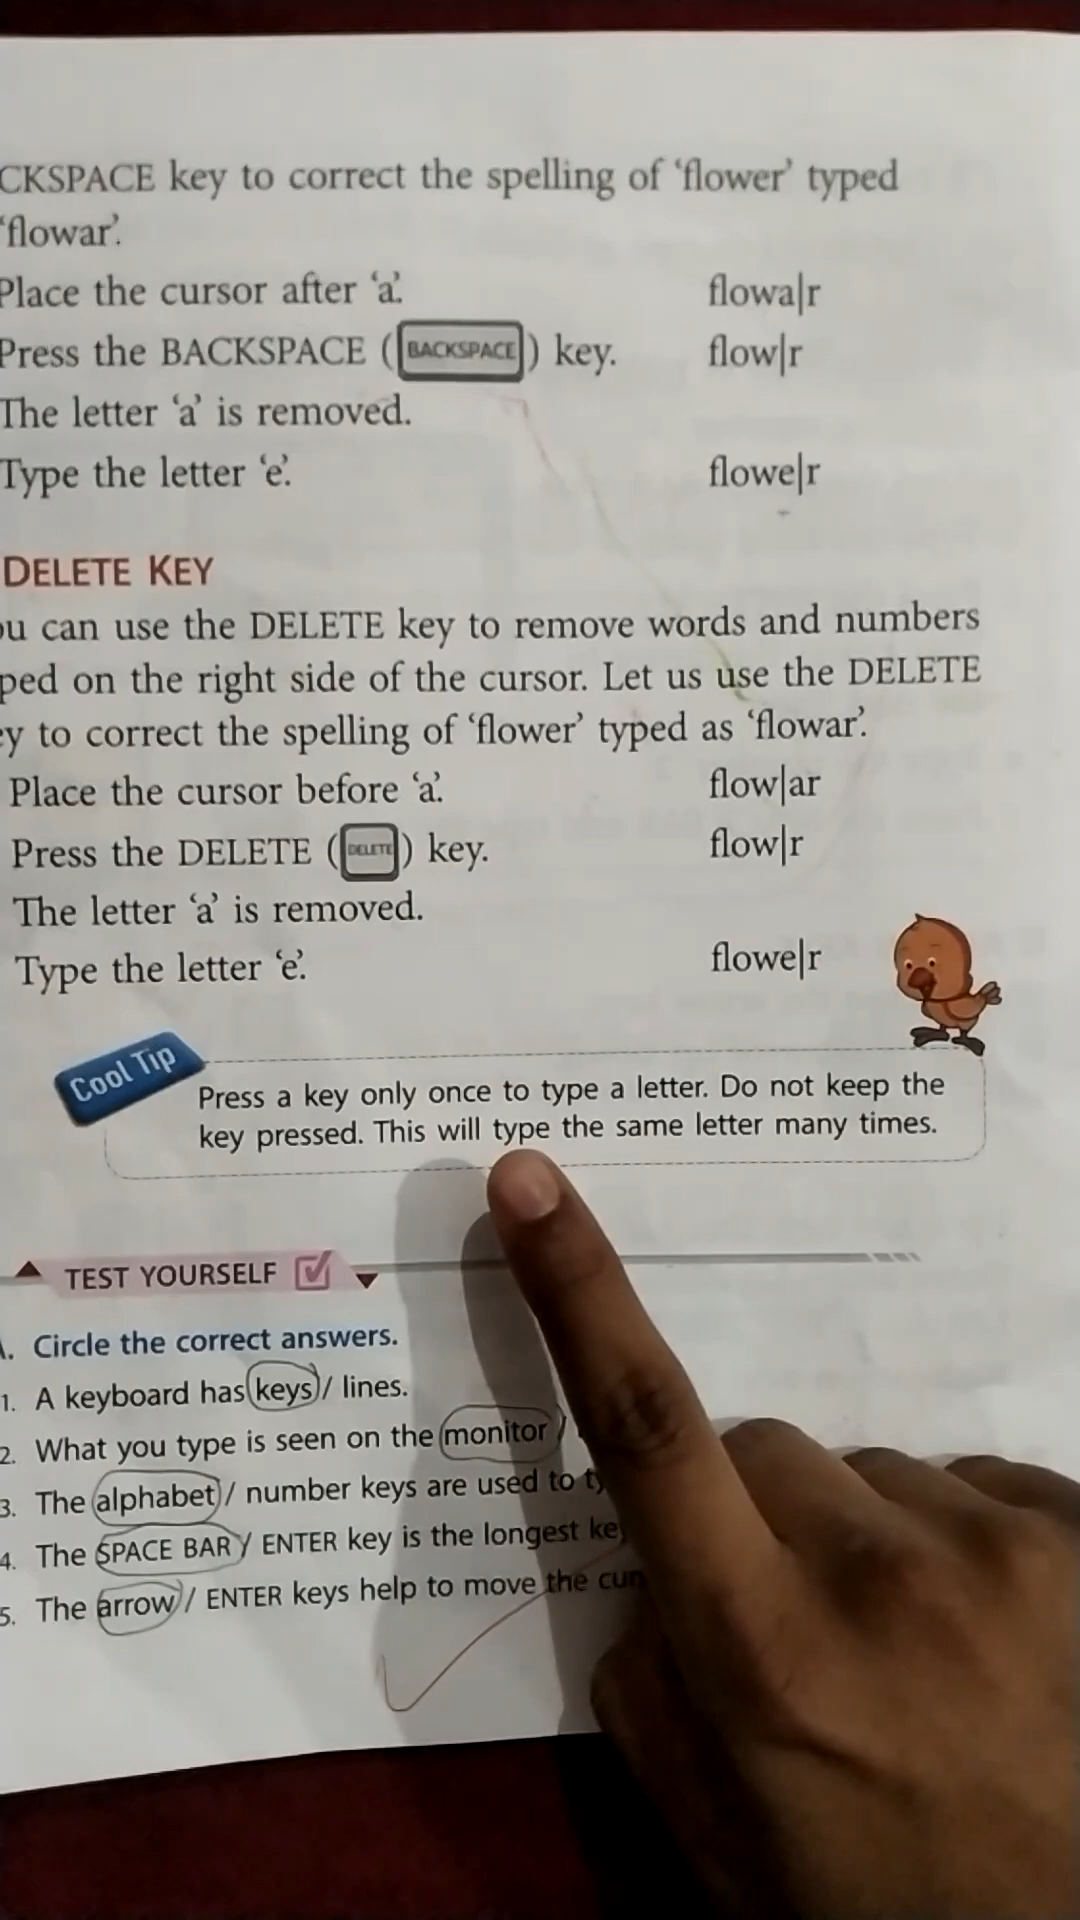 CKSPACE key to correct the spelling of ‘flower’ typed
‘flowar’.
Place the cursor after ‘a’. flowa|r
Press the BACKSPACE (BACKSPACE) key. flow|r
The letter ‘a’ is removed.
Type the letter ‘e’. flowe|r
DELETE KEY
ou can use the DELETE key to remove words and numbers
ped on the right side of the cursor. Let us use the DELETE
ey to correct the spelling of ‘flower’ typed as ‘flowar’.
Place the cursor before ‘a’. flow|ar
Press the DELETE (DELETE) key. flow|r
The letter ‘a’ is removed.
Type the letter ‘e’. flowe|r
Cool Tip
Press a key only once to type a letter. Do not keep the
key pressed. This will type the same letter many times.
TEST YOURSELF
. Circle the correct answers.
1. A keyboard has keys / lines.
2. What you type is seen on the monitor /
3. The alphabet / number keys are used to
4. The SPACE BAR / ENTER key is the longest
5. The arrow / ENTER keys help to move the